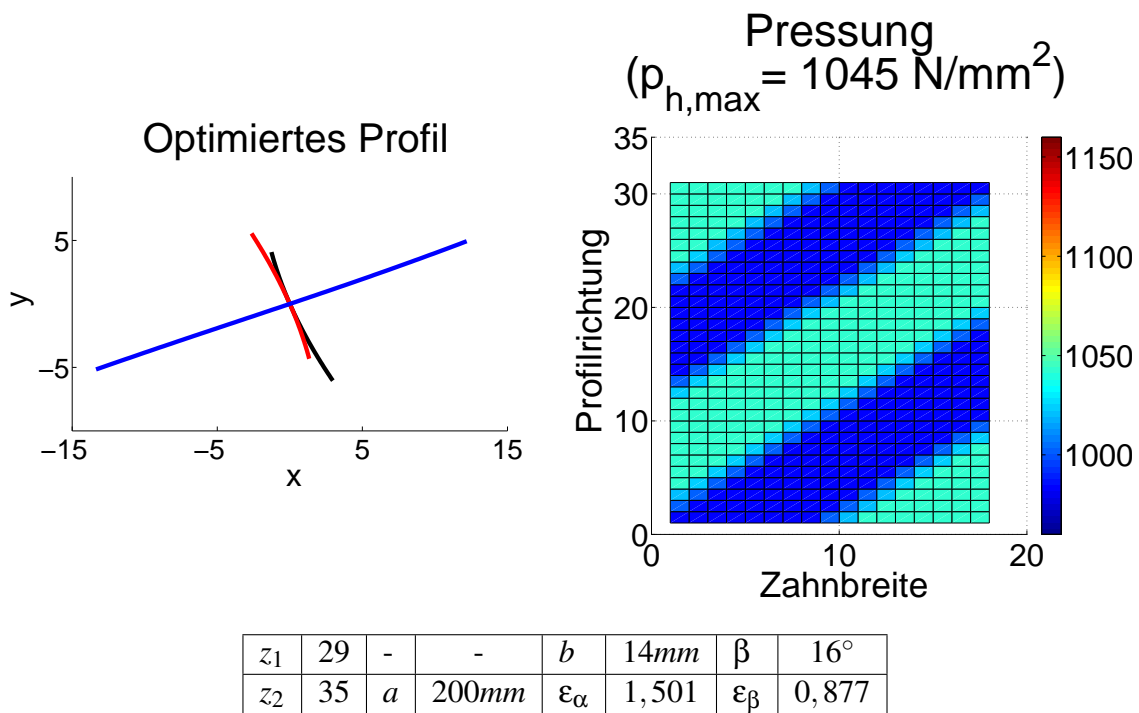 Optimiertes Profil
5
−5
−15
−5
5
15
y
x
Pressung
(p_h,max= 1045 N/mm²)
35
30
20
10
0
0
10
20
Profilrichtung
Zahnbreite
1150
1100
1050
1000
z₁ 29 - - b 14mm β 16°
z₂ 35 a 200mm εα 1,501 εβ 0,877